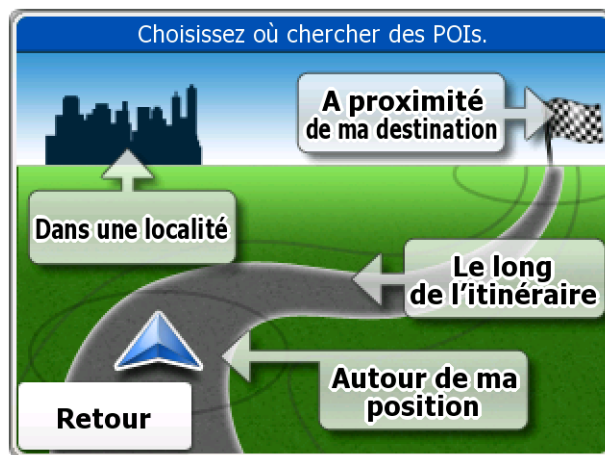 Choisissez où chercher des POIs.
A proximité
de ma destination
Dans une localité
Le long
de l'itinéraire
Autour de ma
position
Retour